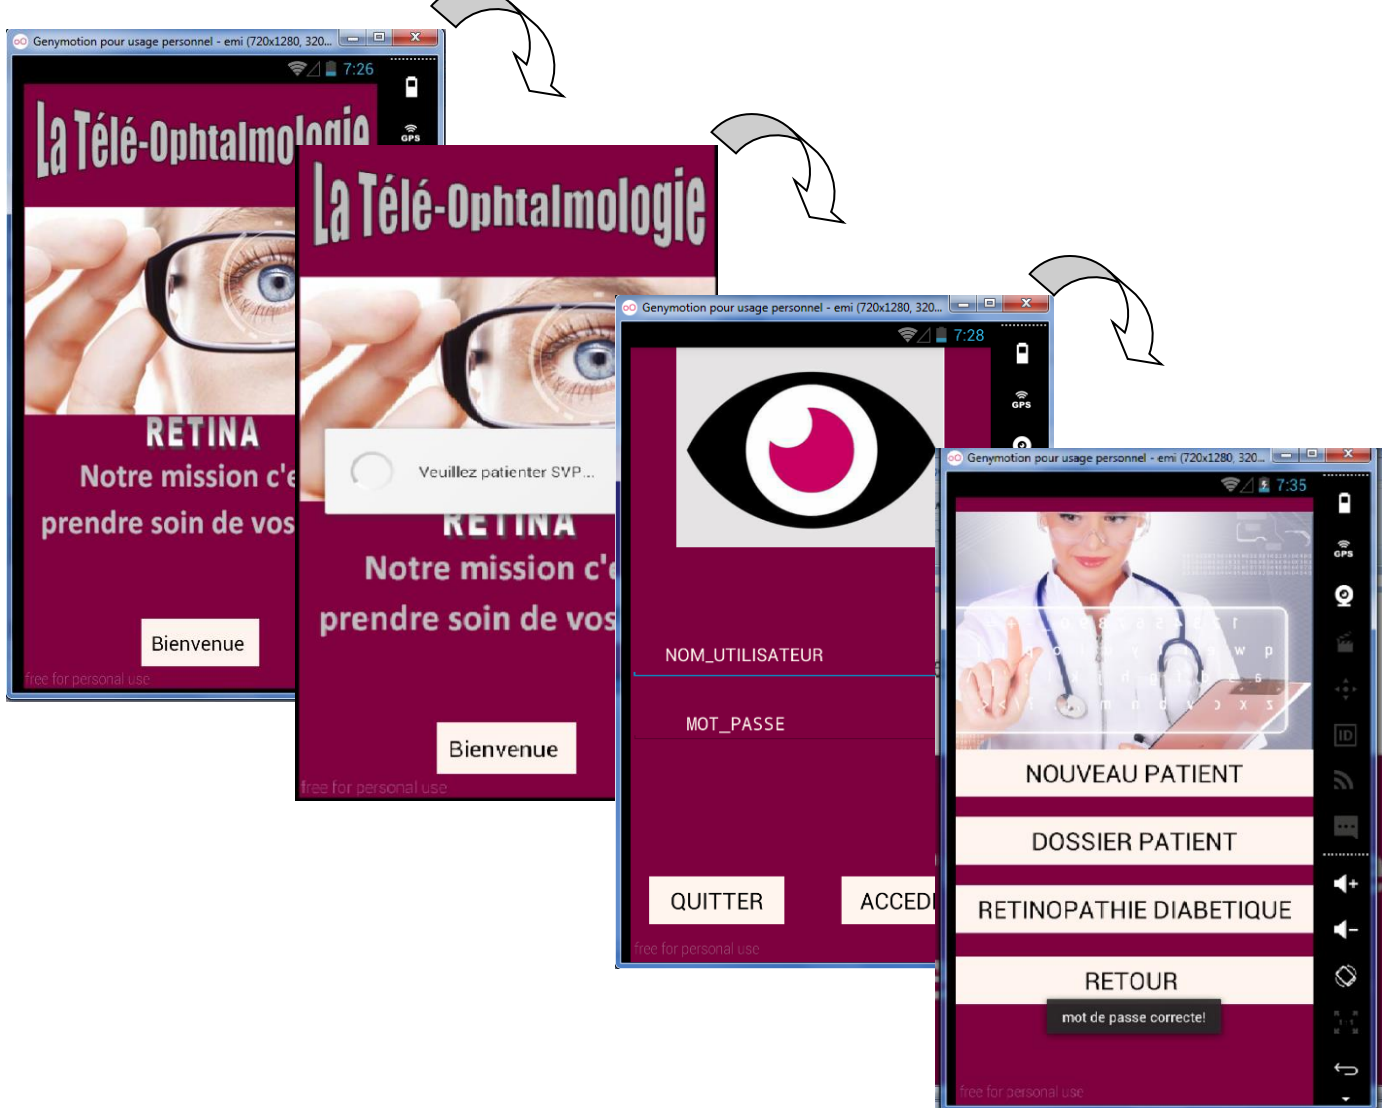 Genymotion pour usage personnel - emi (720x1280, 320...
7:26
GPS
La Télé-Ophtalmologie
RETINA
Notre mission c'e
prendre soin de vos
Bienvenue
free for personal use
La Télé-Ophtalmologie
Veuillez patienter SVP...
RETINA
Notre mission c'e
prendre soin de vos
Bienvenue
free for personal use
Genymotion pour usage personnel - emi (720x1280, 320...
7:28
GPS
NOM_UTILISATEUR
MOT_PASSE
QUITTER
ACCED
free for personal use
Genymotion pour usage personnel - emi (720x1280, 320...
7:35
GPS
ID
NOUVEAU PATIENT
DOSSIER PATIENT
RETINOPATHIE DIABETIQUE
RETOUR
mot de passe correcte!
free for personal use